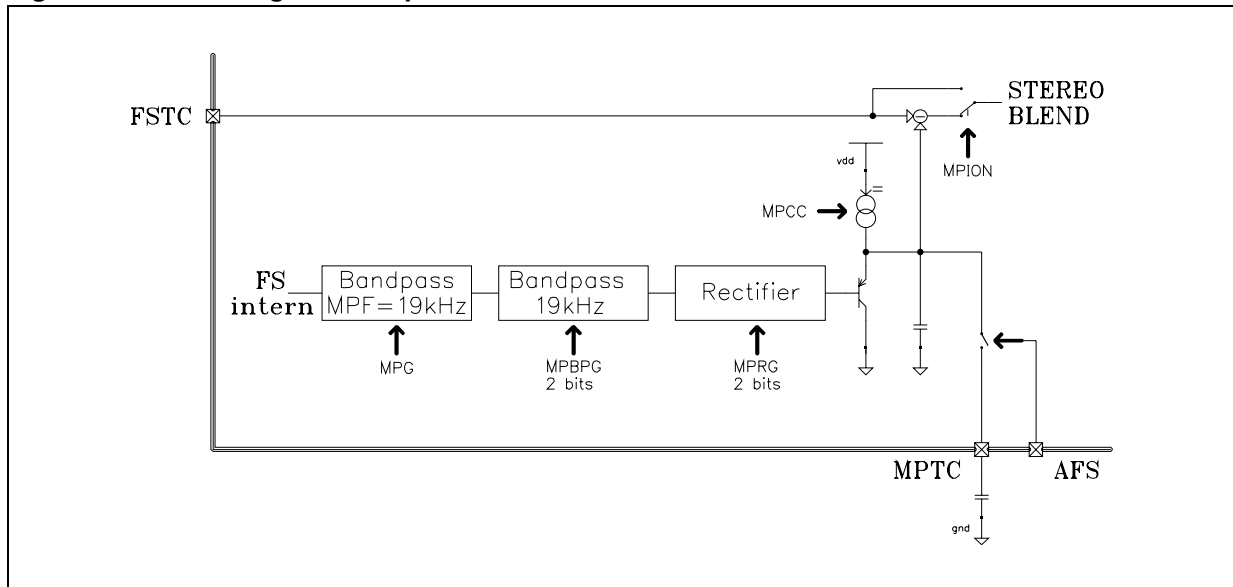 STEREO
BLEND
FSTC
vdd
MPION
MPCC
FS
intern
Bandpass
MPF=19kHz
Bandpass
19kHz
Rectifier
MPG
MPBPG
2 bits
MPRG
2 bits
MPTC
AFS
gnd